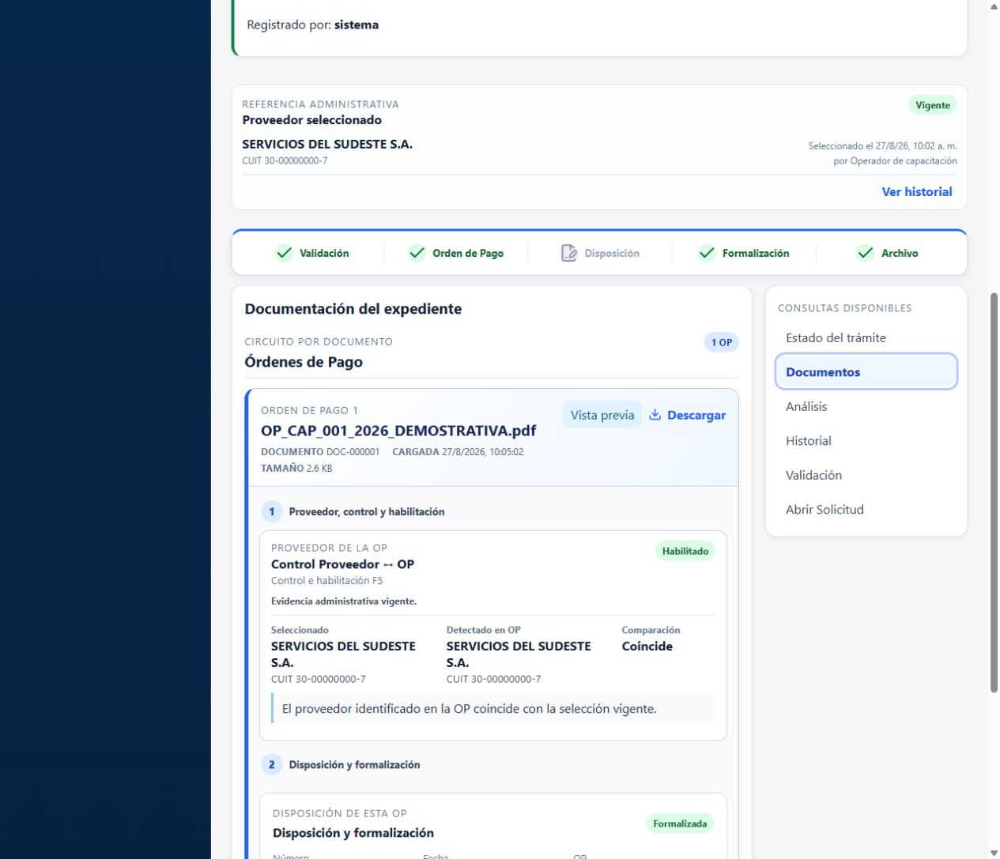 Registrado por: sistema
REFERENCIA ADMINISTRATIVA
Vigente
Proveedor seleccionado
SERVICIOS DEL SUDESTE S.A.
Seleccionado el 27/8/26, 10:02 a. m.
CUIT 30-00000000-7
por Operador de capacitación
Ver historial
Validación
Orden de Pago
Disposición
Formalización
Archivo
Documentación del expediente
CIRCUITO POR DOCUMENTO
1 OP
Órdenes de Pago
ORDEN DE PAGO 1
Vista previa
Descargar
OP_CAP_001_2026_DEMOSTRATIVA.pdf
DOCUMENTO DOC-000001 CARGADA 27/8/2026, 10:05:02
TAMAÑO 2.6 KB
1 Proveedor, control y habilitación
PROVEEDOR DE LA OP
Habilitado
Control Proveedor ↔ OP
Control e habilitación F5
Evidencia administrativa vigente.
Seleccionado
SERVICIOS DEL SUDESTE
S.A.
CUIT 30-00000000-7
Detectado en OP
SERVICIOS DEL SUDESTE
S.A.
CUIT 30-00000000-7
Comparación
Coincide
El proveedor identificado en la OP coincide con la selección vigente.
2 Disposición y formalización
DISPOSICIÓN DE ESTA OP
Formalizada
Disposición y formalización
Número
Fecha
OP
CONSULTAS DISPONIBLES
Estado del trámite
Documentos
Análisis
Historial
Validación
Abrir Solicitud